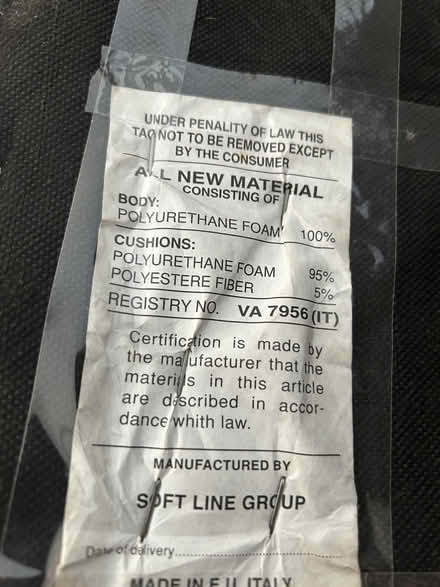 UNDER PENALITY OF LAW THIS
TAG NOT TO BE REMOVED EXCEPT
BY THE CONSUMER
ALL NEW MATERIAL
CONSISTING OF
BODY:
POLYURETHANE FOAM 100%
CUSHIONS:
POLYURETHANE FOAM 95%
POLYESTERE FIBER 5%
REGISTRY NO. VA 7956 (IT)
Certification is made by
the manufacturer that the
materials in this article
are described in accor-
dance whith law.
MANUFACTURED BY
SOFT LINE GROUP
Date of delivery
MADE IN E.U. ITALY